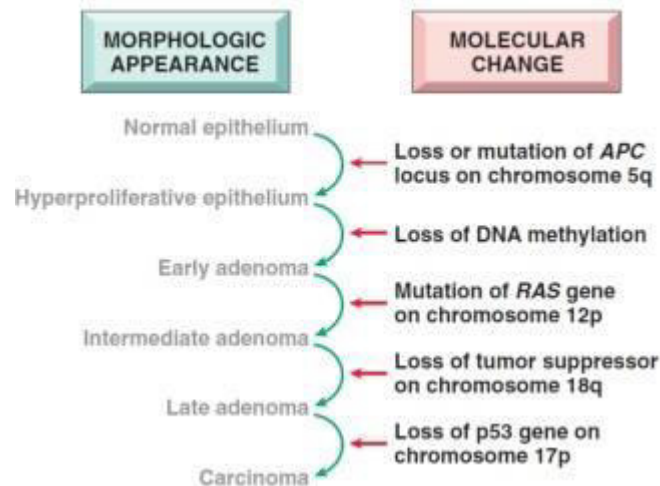 MORPHOLOGIC
APPEARANCE
MOLECULAR
CHANGE
Normal epithelium
Loss or mutation of APC
locus on chromosome 5q
Hyperproliferative epithelium
Loss of DNA methylation
Early adenoma
Mutation of RAS gene
on chromosome 12p
Intermediate adenoma
Loss of tumor suppressor
on chromosome 18q
Late adenoma
Loss of p53 gene on
chromosome 17p
Carcinoma